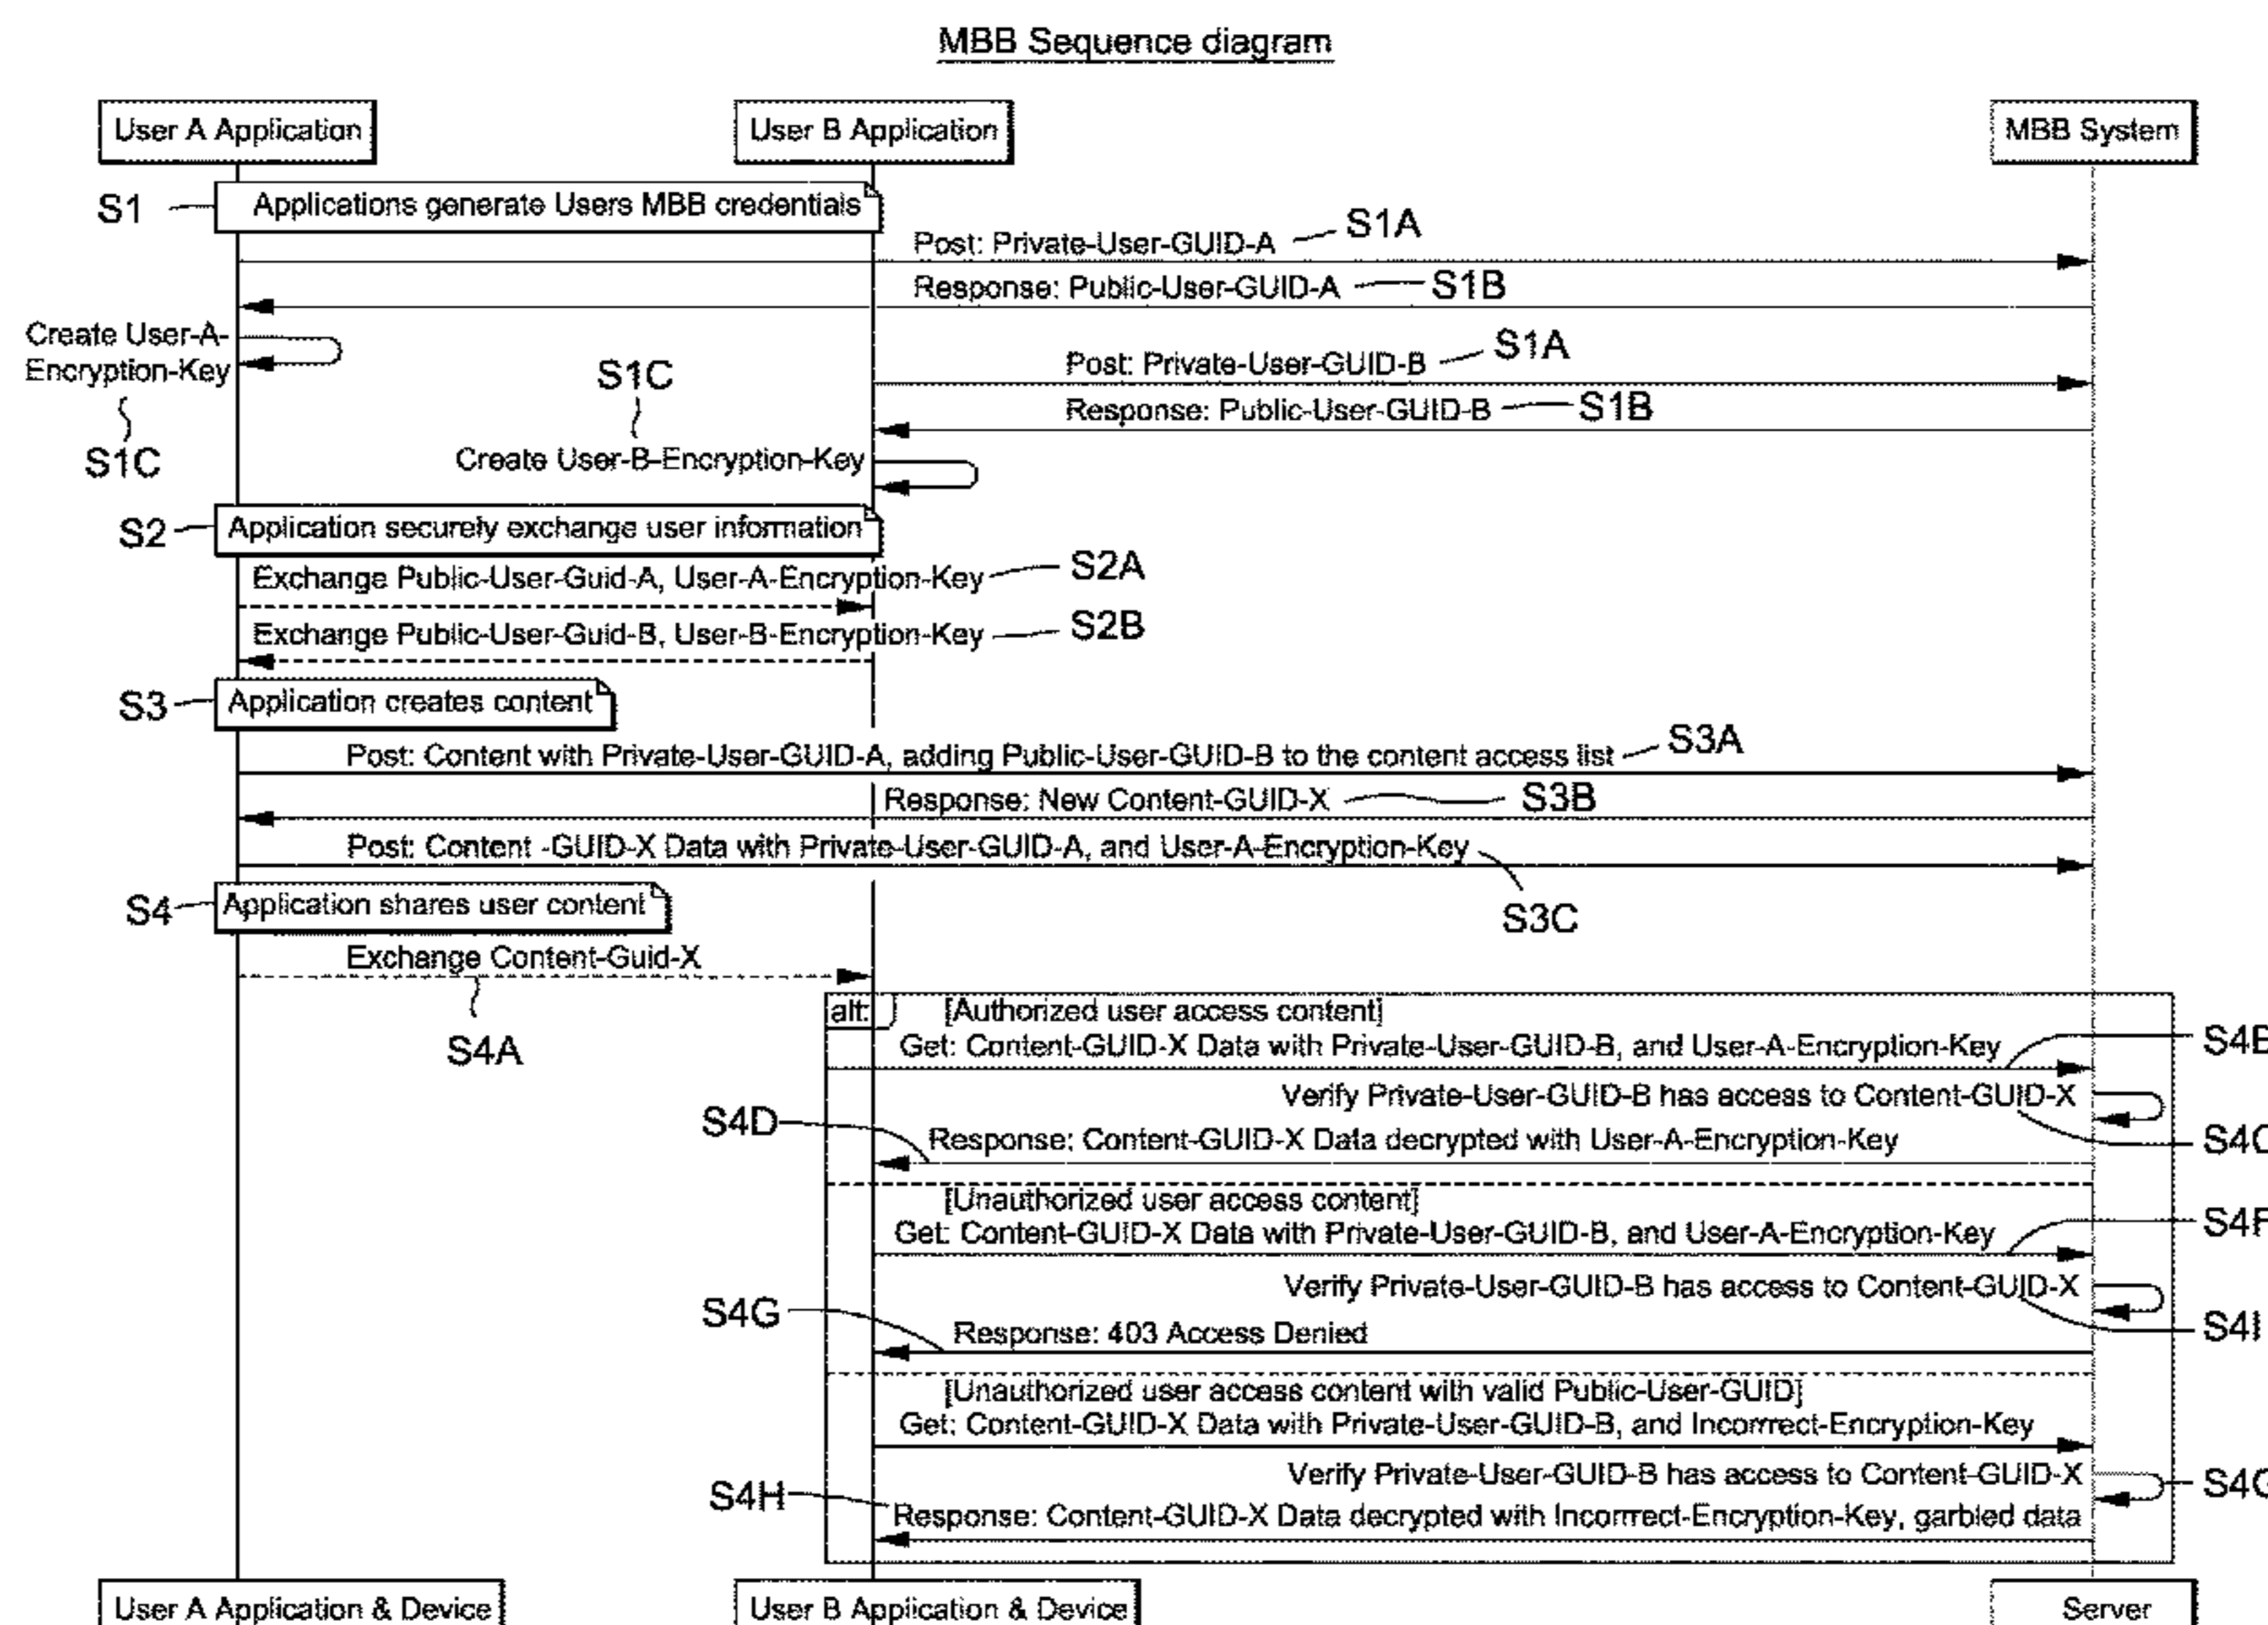 MBB Sequence diagram
User A Application
User B Application
MBB System
S1
Applications generate Users MBB credentials
Post: Private-User-GUID-A
S1A
Response: Public-User-GUID-A
S1B
Create User-A-
Encryption-Key
S1C
Post: Private-User-GUID-B
S1A
Response: Public-User-GUID-B
S1B
S1C
Create User-B-Encryption-Key
S2
Application securely exchange user information
Exchange Public-User-Guid-A, User-A-Encryption-Key
S2A
Exchange Public-User-Guid-B, User-B-Encryption-Key
S2B
S3
Application creates content
Post: Content with Private-User-GUID-A, adding Public-User-GUID-B to the content access list
S3A
Response: New Content-GUID-X
S3B
Post: Content -GUID-X Data with Private-User-GUID-A, and User-A-Encryption-Key
S3C
S4
Application shares user content
Exchange Content-Guid-X
S4A
alt:
[Authorized user access content]
Get: Content-GUID-X Data with Private-User-GUID-B, and User-A-Encryption-Key
Verify Private-User-GUID-B has access to Content-GUID-X
S4D
Response: Content-GUID-X Data decrypted with User-A-Encryption-Key
[Unauthorized user access content]
Get: Content-GUID-X Data with Private-User-GUID-B, and User-A-Encryption-Key
Verify Private-User-GUID-B has access to Content-GUID-X
S4G
Response: 403 Access Denied
[Unauthorized user access content with valid Public-User-GUID]
Get: Content-GUID-X Data with Private-User-GUID-B, and Incorrrect-Encryption-Key
Verify Private-User-GUID-B has access to Content-GUID-X
S4H
Response: Content-GUID-X Data decrypted with Incorrrect-Encryption-Key, garbled data
User A Application & Device
User B Application & Device
Server